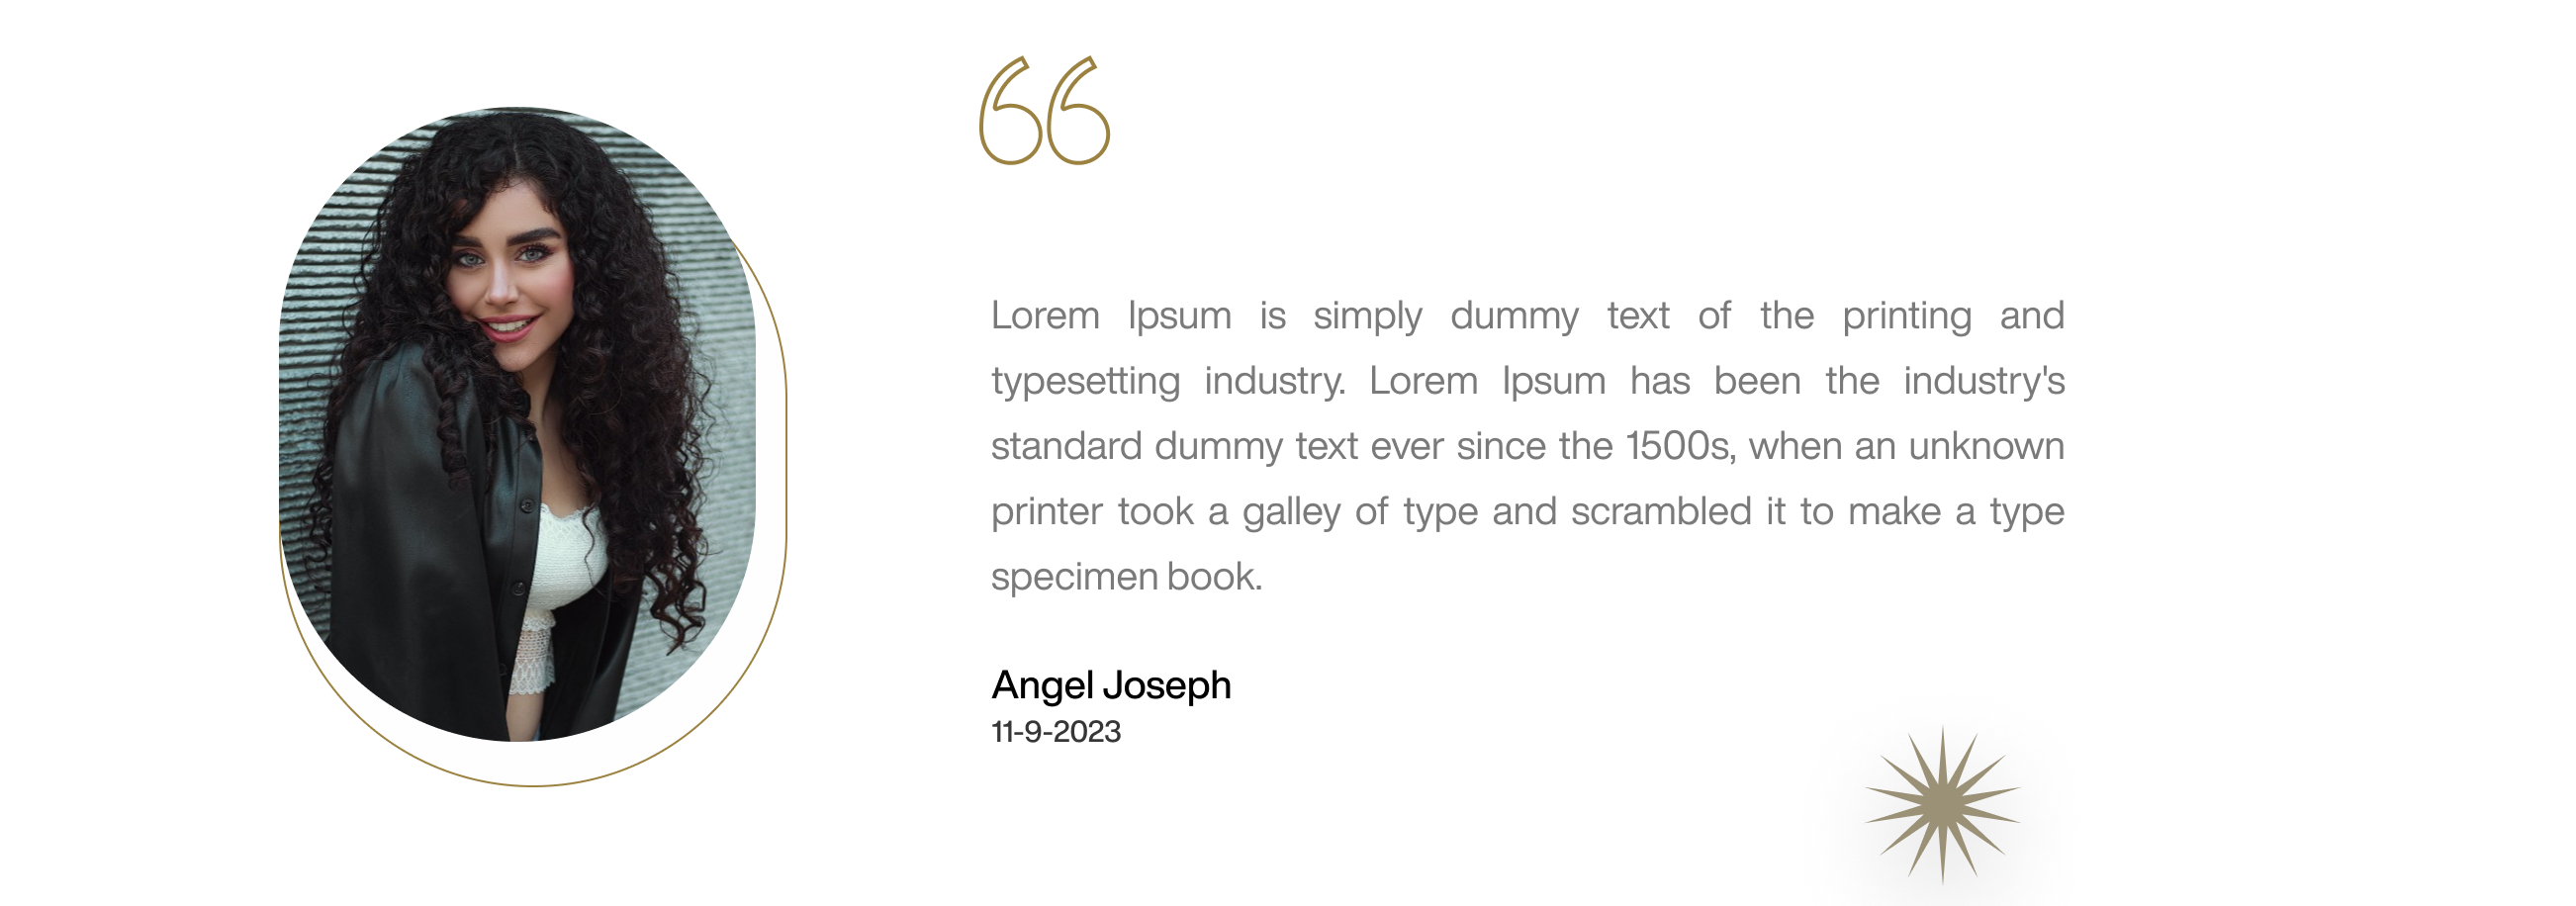 “
Lorem Ipsum is simply dummy text of the printing and
typesetting industry. Lorem Ipsum has been the industry's
standard dummy text ever since the 1500s, when an unknown
printer took a galley of type and scrambled it to make a type
specimen book.
Angel Joseph
11-9-2023